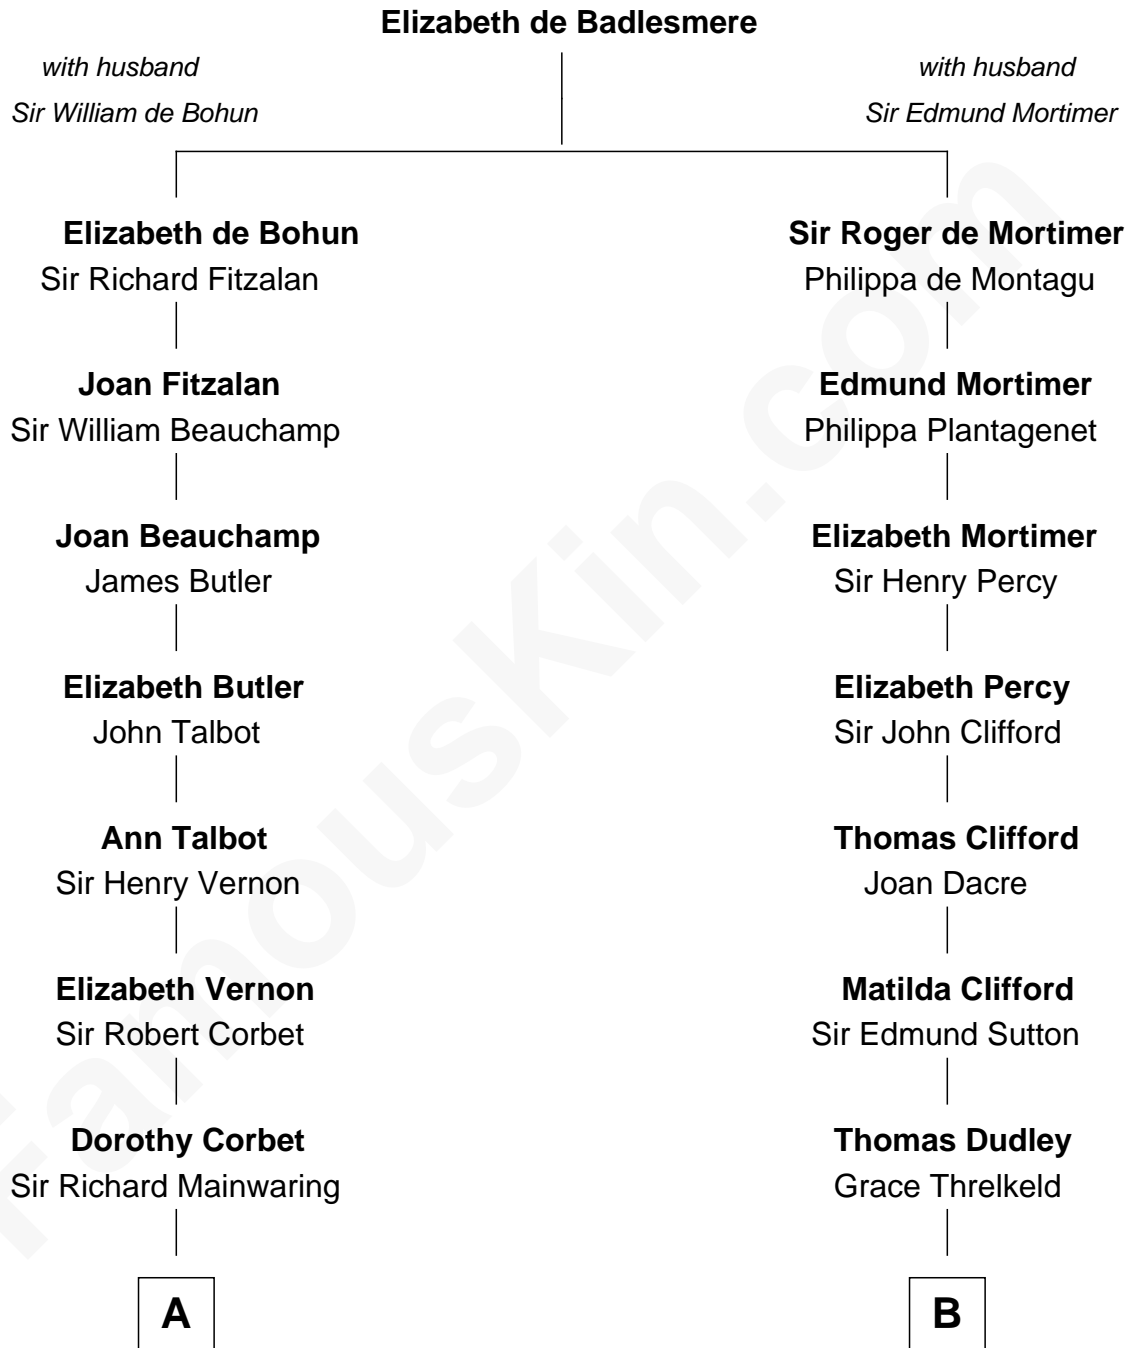 Elizabeth de Badlesmere
with husband
Sir William de Bohun
with husband
Sir Edmund Mortimer
Elizabeth de Bohun
Sir Richard Fitzalan
Sir Roger de Mortimer
Philippa de Montagu
Joan Fitzalan
Sir William Beauchamp
Edmund Mortimer
Philippa Plantagenet
Joan Beauchamp
James Butler
Elizabeth Mortimer
Sir Henry Percy
Elizabeth Butler
John Talbot
Elizabeth Percy
Sir John Clifford
Ann Talbot
Sir Henry Vernon
Thomas Clifford
Joan Dacre
Elizabeth Vernon
Sir Robert Corbet
Matilda Clifford
Sir Edmund Sutton
Dorothy Corbet
Sir Richard Mainwaring
Thomas Dudley
Grace Threlkeld
A
B
FamousKin.com